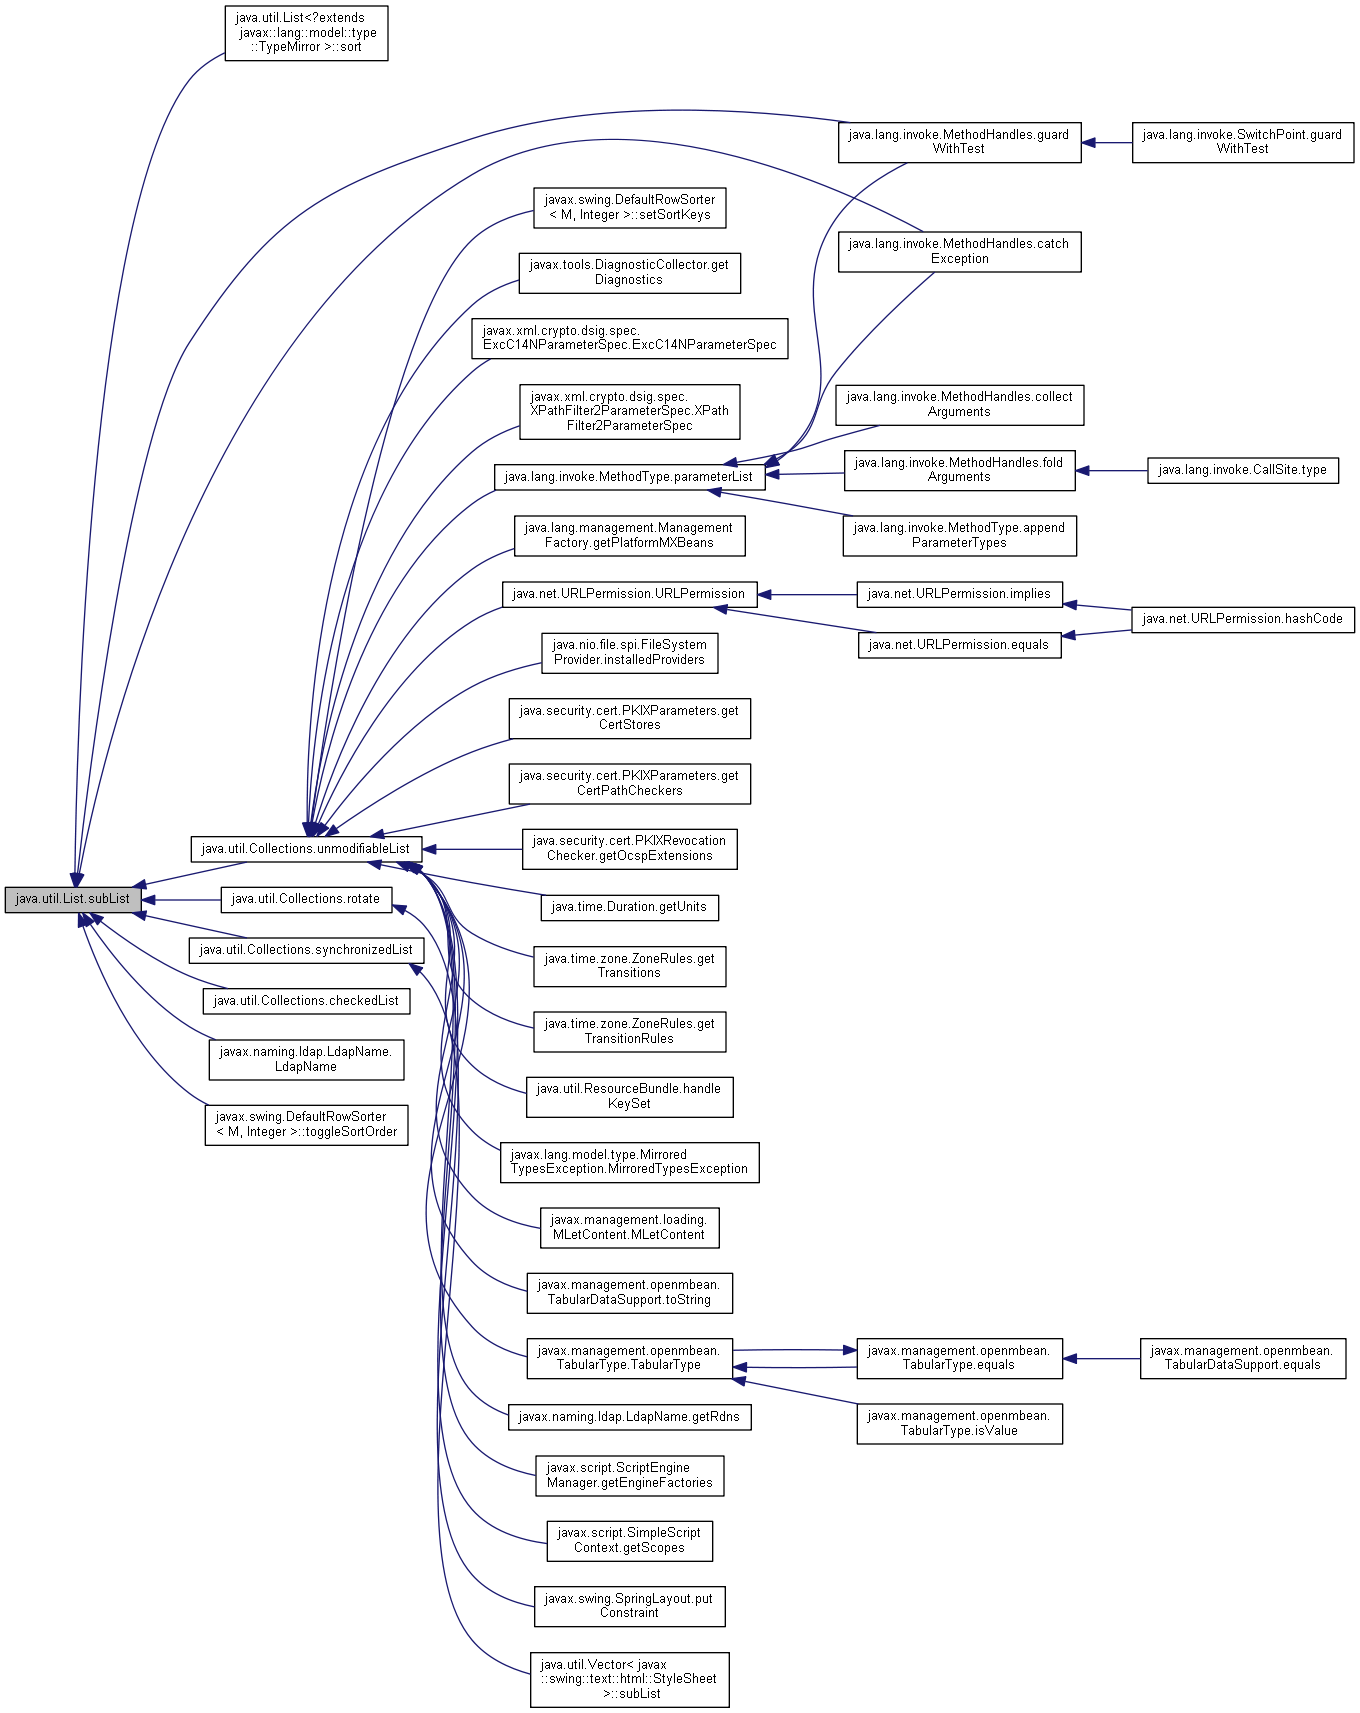 java.util.List<?extends
javax::lang::model::type
::TypeMirror >::sort
java.lang.invoke.MethodHandles.guard
WithTest
java.lang.invoke.SwitchPoint.guard
WithTest
javax.swing.DefaultRowSorter
< M, Integer >::setSortKeys
java.lang.invoke.MethodHandles.catch
Exception
javax.tools.DiagnosticCollector.get
Diagnostics
javax.xml.crypto.dsig.spec.
ExcC14NParameterSpec.ExcC14NParameterSpec
javax.xml.crypto.dsig.spec.
XPathFilter2ParameterSpec.XPath
Filter2ParameterSpec
java.lang.invoke.MethodHandles.collect
Arguments
java.lang.invoke.MethodType.parameterList
java.lang.invoke.MethodHandles.fold
Arguments
java.lang.invoke.CallSite.type
java.lang.management.Management
Factory.getPlatformMXBeans
java.lang.invoke.MethodType.append
ParameterTypes
java.net.URLPermission.URLPermission
java.net.URLPermission.implies
java.net.URLPermission.hashCode
java.net.URLPermission.equals
java.nio.file.spi.FileSystem
Provider.installedProviders
java.security.cert.PKIXParameters.get
CertStores
java.security.cert.PKIXParameters.get
CertPathCheckers
java.util.Collections.unmodifiableList
java.security.cert.PKIXRevocation
Checker.getOcspExtensions
java.util.List.subList
java.util.Collections.rotate
java.time.Duration.getUnits
java.util.Collections.synchronizedList
java.time.zone.ZoneRules.get
Transitions
java.util.Collections.checkedList
java.time.zone.ZoneRules.get
TransitionRules
javax.naming.ldap.LdapName.
LdapName
java.util.ResourceBundle.handle
KeySet
javax.swing.DefaultRowSorter
< M, Integer >::toggleSortOrder
javax.lang.model.type.Mirrored
TypesException.MirroredTypesException
javax.management.loading.
MLetContent.MLetContent
javax.management.openmbean.
TabularDataSupport.toString
javax.management.openmbean.
TabularType.TabularType
javax.management.openmbean.
TabularType.equals
javax.management.openmbean.
TabularDataSupport.equals
javax.naming.ldap.LdapName.getRdns
javax.management.openmbean.
TabularType.isValue
javax.script.ScriptEngine
Manager.getEngineFactories
javax.script.SimpleScript
Context.getScopes
javax.swing.SpringLayout.put
Constraint
java.util.Vector< javax
::swing::text::html::StyleSheet
>::subList